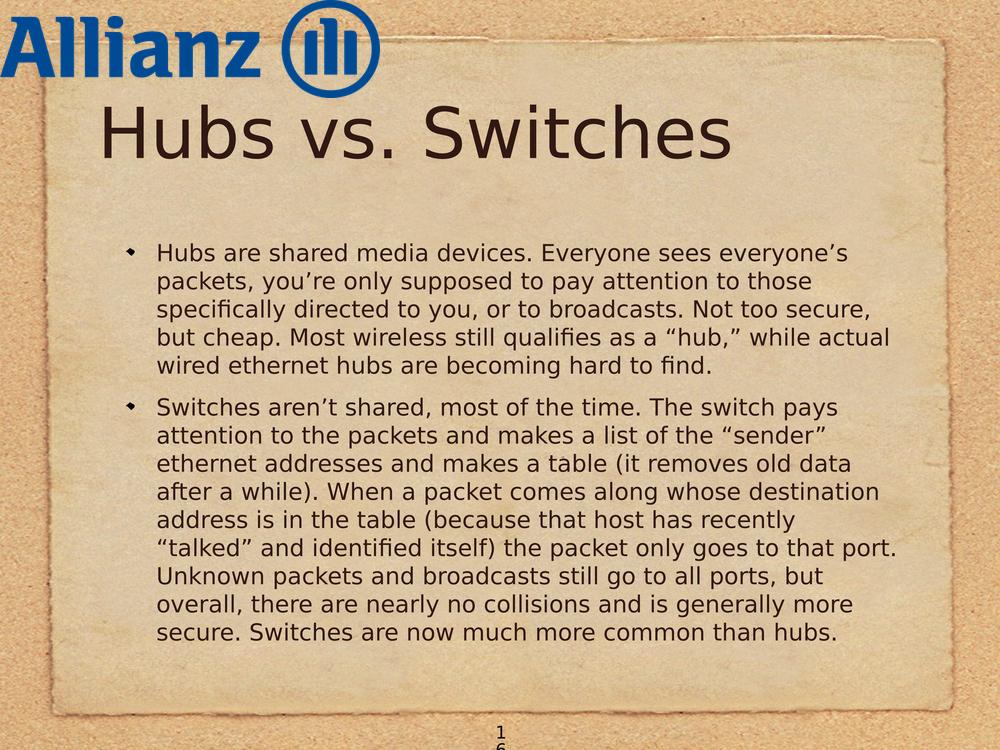 Allianz
Hubs vs. Switches
Hubs are shared media devices. Everyone sees everyone’s
packets, you’re only supposed to pay attention to those
specifically directed to you, or to broadcasts. Not too secure,
but cheap. Most wireless still qualifies as a “hub,” while actual
wired ethernet hubs are becoming hard to find.
Switches aren’t shared, most of the time. The switch pays
attention to the packets and makes a list of the “sender”
ethernet addresses and makes a table (it removes old data
after a while). When a packet comes along whose destination
address is in the table (because that host has recently
“talked” and identified itself) the packet only goes to that port.
Unknown packets and broadcasts still go to all ports, but
overall, there are nearly no collisions and is generally more
secure. Switches are now much more common than hubs.
1
6